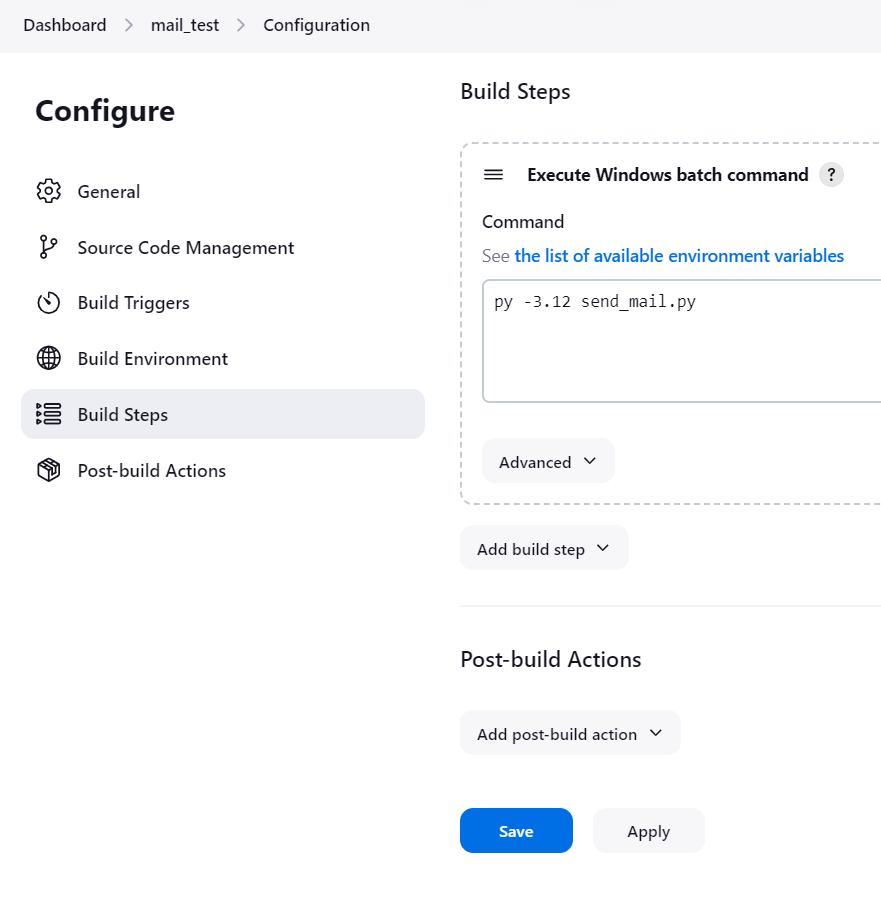 Dashboard > mail_test > Configuration
Configure
General
Source Code Management
Build Triggers
Build Environment
Build Steps
Post-build Actions
Build Steps
Execute Windows batch command ?
Command
See the list of available environment variables
py -3.12 send_mail.py
Advanced
Add build step
Post-build Actions
Add post-build action
Save
Apply